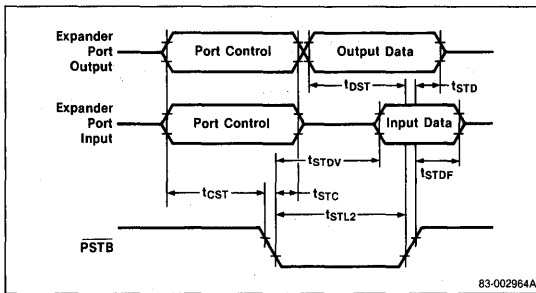 Expander
Port
Output
Port Control
Output Data
tDST
tSTD
Expander
Port
Input
Port Control
Input Data
tSTDV
tSTDF
tCST
tSTC
tSTL2
PSTB
83-002964A